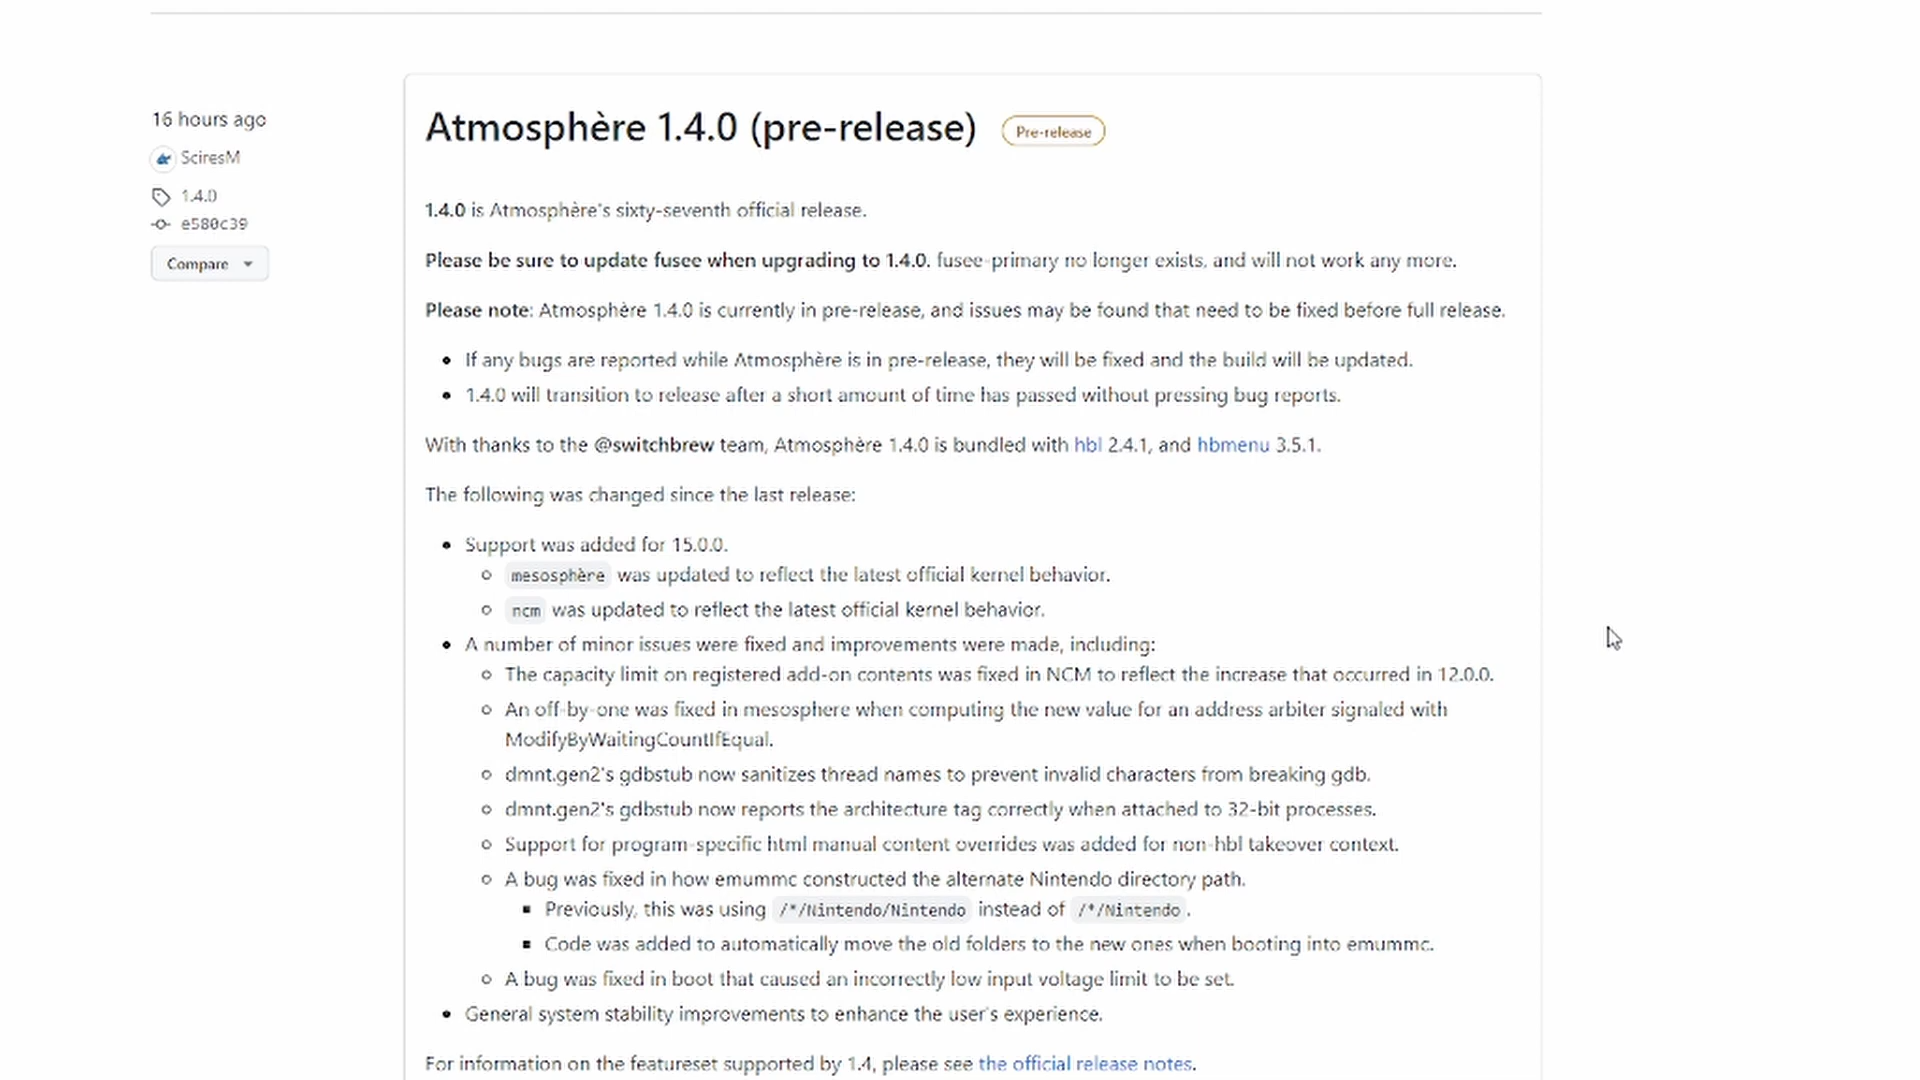 16 hours ago
SciresM
1.4.0
e580c39
Compare
Atmosphère 1.4.0 (pre-release)
Pre-release
1.4.0 is Atmosphère's sixty-seventh official release.
Please be sure to update fusee when upgrading to 1.4.0. fusee-primary no longer exists, and will not work any more.
Please note: Atmosphère 1.4.0 is currently in pre-release, and issues may be found that need to be fixed before full release.
If any bugs are reported while Atmosphère is in pre-release, they will be fixed and the build will be updated.
1.4.0 will transition to release after a short amount of time has passed without pressing bug reports.
With thanks to the @switchbrew team, Atmosphère 1.4.0 is bundled with hbl 2.4.1, and hbmenu 3.5.1.
The following was changed since the last release:
Support was added for 15.0.0.
mesosphère was updated to reflect the latest official kernel behavior.
ncm was updated to reflect the latest official kernel behavior.
A number of minor issues were fixed and improvements were made, including:
The capacity limit on registered add-on contents was fixed in NCM to reflect the increase that occurred in 12.0.0.
An off-by-one was fixed in mesosphere when computing the new value for an address arbiter signaled with
ModifyByWaitingCountIfEqual.
dmnt.gen2's gdbstub now sanitizes thread names to prevent invalid characters from breaking gdb.
dmnt.gen2's gdbstub now reports the architecture tag correctly when attached to 32-bit processes.
Support for program-specific html manual content overrides was added for non-hbl takeover context.
A bug was fixed in how emummc constructed the alternate Nintendo directory path.
Previously, this was using /*/Nintendo/Nintendo instead of /*/Nintendo.
Code was added to automatically move the old folders to the new ones when booting into emummc.
A bug was fixed in boot that caused an incorrectly low input voltage limit to be set.
General system stability improvements to enhance the user's experience.
For information on the featureset supported by 1.4, please see the official release notes.